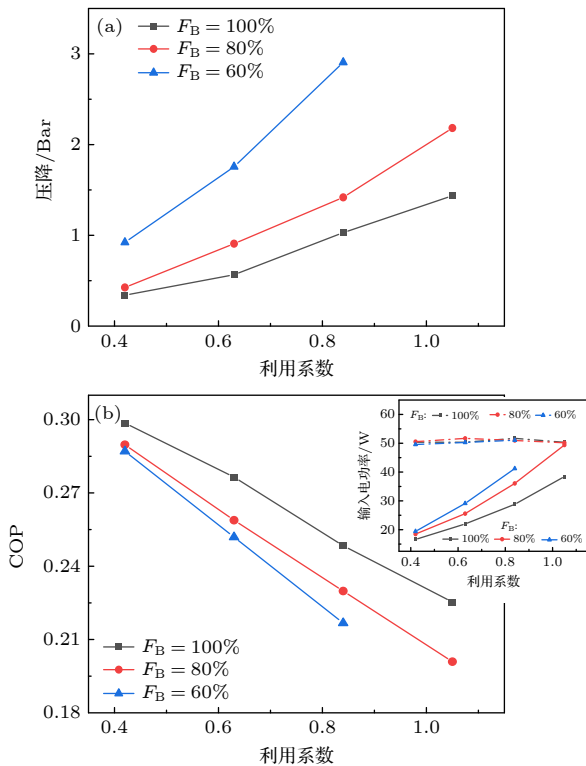 (a)
F_B = 100%
F_B = 80%
F_B = 60%
3
2
1
0
压降/Bar
0.4 0.6 0.8 1.0
利用系数
(b)
F_B = 100%
F_B = 80%
F_B = 60%
0.30
0.27
0.24
0.21
0.18
COP
0.4 0.6 0.8 1.0
利用系数
F_B: 100% 80% 60%
60
50
40
30
20
输入电功率/W
F_B:
100% 80% 60%
0.4 0.6 0.8 1.0
利用系数